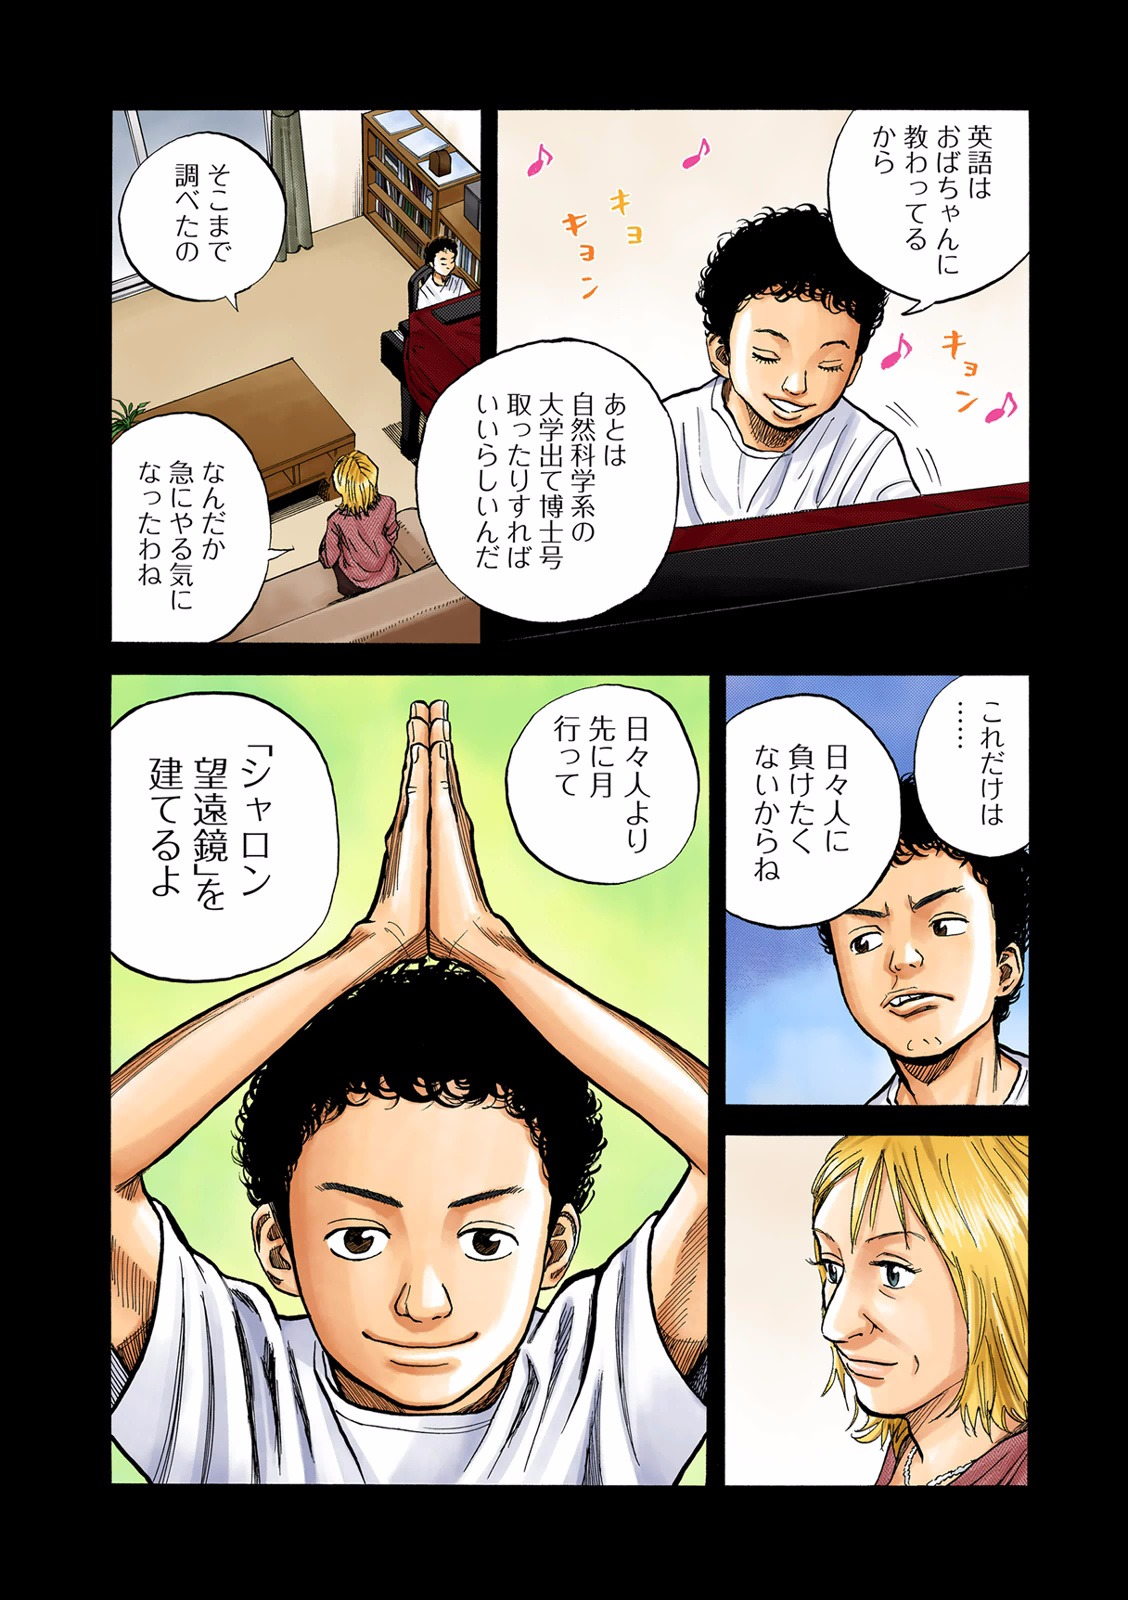 英語は
おばちゃんに
教わってる
から
キョ
キョン
キョン
あとは
自然科学系の
大学出て博士号
取ったりすれば
いいらしいんだ
そこまで
調べたの
なんだか
急にやる気に
なったわね
これだけは
……
日々人に
負けたく
ないからね
日々人より
先に月
行って
「シャロン
望遠鏡」を
建てるよ